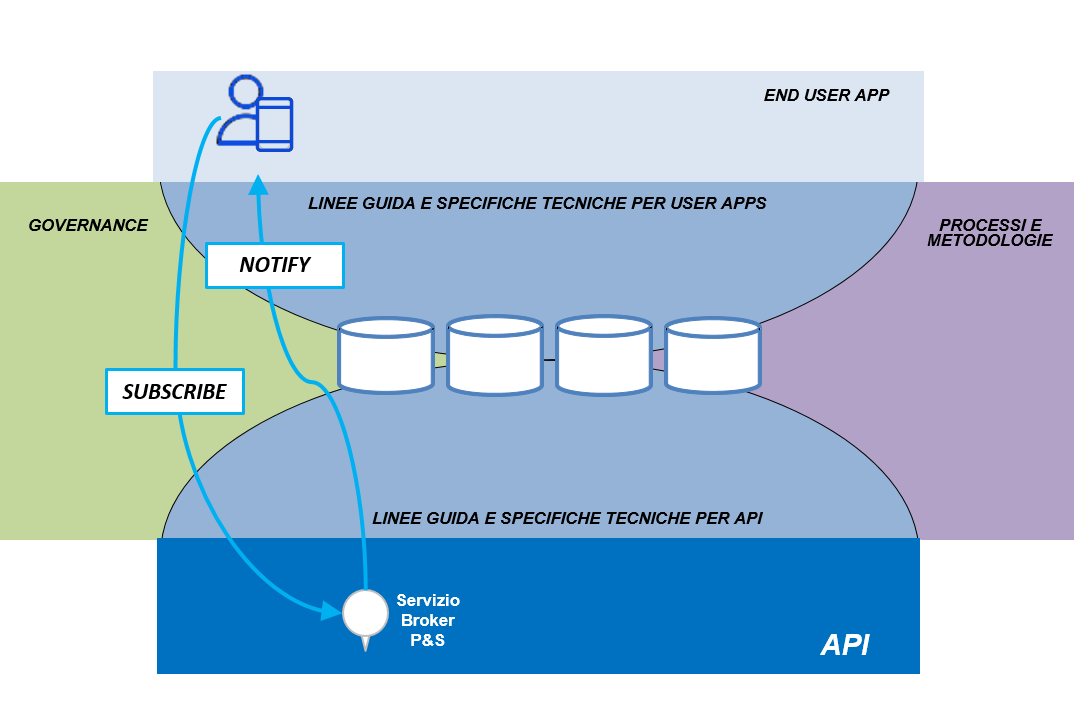 END USER APP
LINEE GUIDA E SPECIFICHE TECNICHE PER USER APPS
GOVERNANCE
PROCESSI E
METODOLOGIE
NOTIFY
SUBSCRIBE
LINEE GUIDA E SPECIFICHE TECNICHE PER API
Servizio
Broker
P&S
API